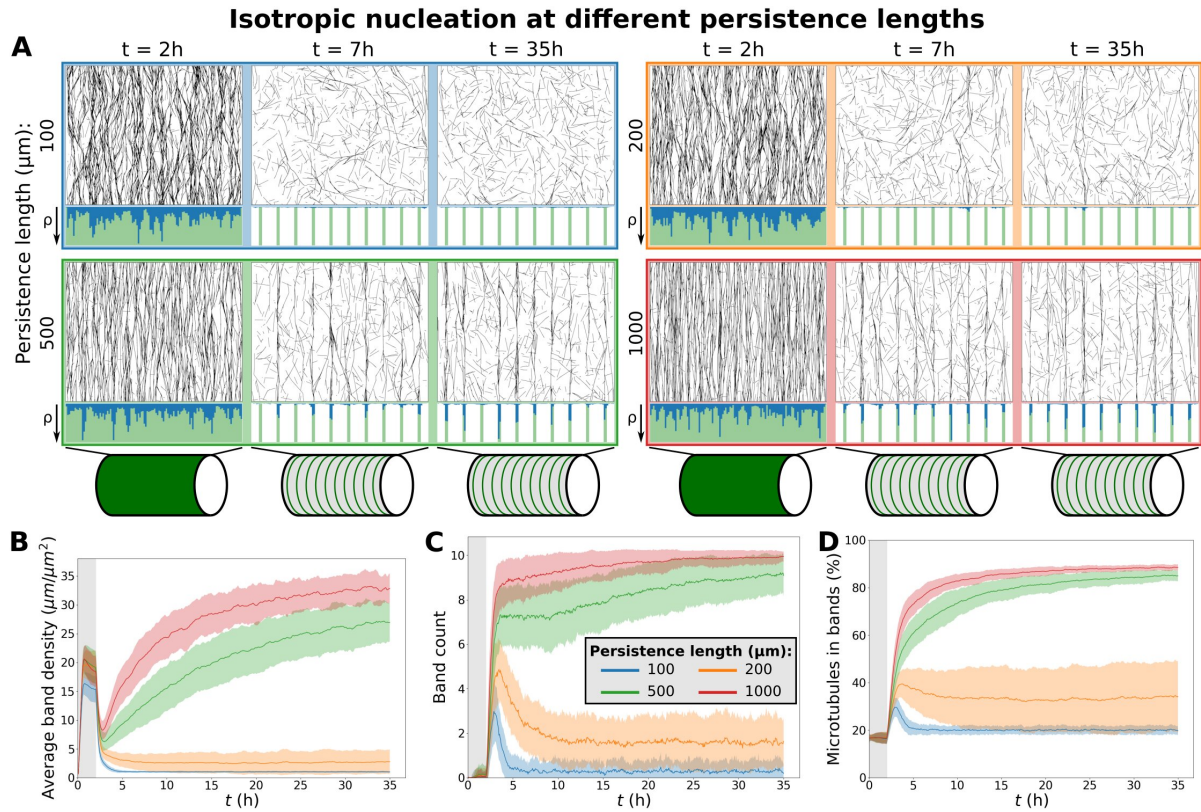 Isotropic nucleation at different persistence lengths
A
t = 2h t = 7h t = 35h t = 2h t = 7h t = 35h
Persistence length (μm):
100
200
ρ
ρ
500
1000
ρ
ρ
B
Average band density (μm/μm²)
35
30
25
20
15
10
5
0
0 5 10 15 20 25 30 35
t (h)
C
Band count
10
8
6
4
2
0
0 5 10 15 20 25 30 35
t (h)
Persistence length (μm):
100 200
500 1000
D
Microtubules in bands (%)
100
80
60
40
20
0
0 5 10 15 20 25 30 35
t (h)